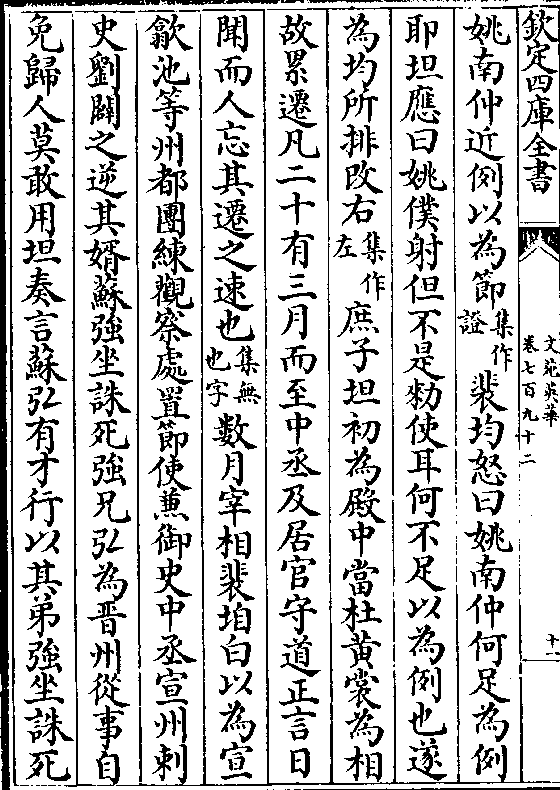 欽定四庫全書
文苑英華
卷七百九十二
十一
姚南仲近例以為節集作證裴均怒曰姚南仲何足為例
耶坦應曰姚僕射但不是勑使耳何不足以為例也遂
為均所排改右集作左庶子坦初為殿中當杜黄裳為相
故累遷凡二十有三月而至中丞及居官守道正言日
聞而人忘其遷之速也集無也字數月宰相裴垍白以為宣
歙池等州都團練觀察處置節使兼御史中丞宣州刺
史劉闢之逆其婿蘇強坐誅死強兄弘為晋州從事自
免歸人莫敢用坦奏言蘇弘有才行以其弟強坐誅死